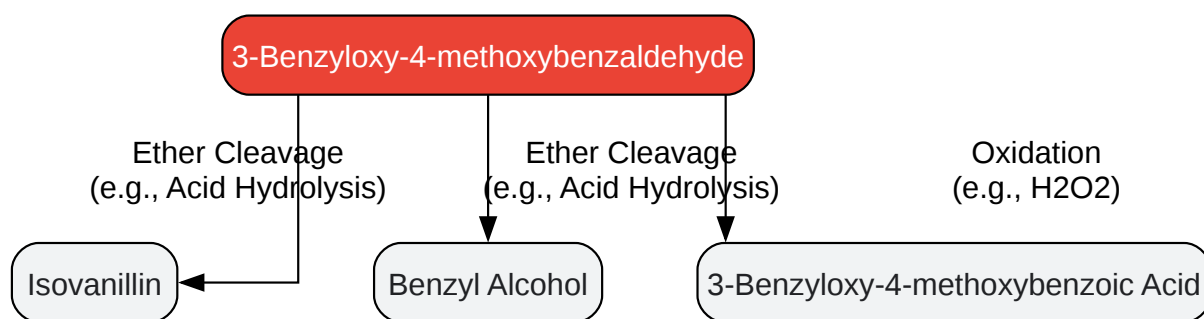 3-Benzyloxy-4-methoxybenzaldehyde
Ether Cleavage
(e.g., Acid Hydrolysis)
Ether Cleavage
(e.g., Acid Hydrolysis)
Oxidation
(e.g., H2O2)
Isovanillin
Benzyl Alcohol
3-Benzyloxy-4-methoxybenzoic Acid